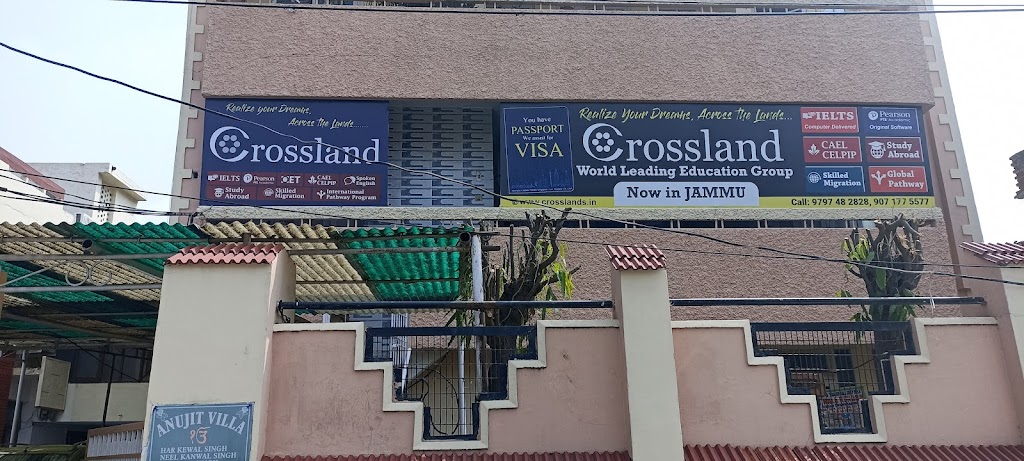 Realize your Dreams,
Across the Lands......
Crossland
IELTS
Pearson
OET
CAEL
CELPIP
Spoken
English
Study
Abroad
Skilled
Migration
International
Pathway Program
You have
PASSPORT
We assist for
VISA
Realize Your Dreams, Across the Lands...
Crossland
World Leading Education Group
Now in JAMMU
www.crosslands.in
Call: 9797 48 2828, 907 177 5577
IELTS
Computer Delivered
Pearson
PTE Academic
Original Software
CAEL
CELPIP
Study
Abroad
Skilled
Migration
Global
Pathway
ANUJIT VILLA
ੴ
HAR KEWAL SINGH
NEEL KANWAL SINGH